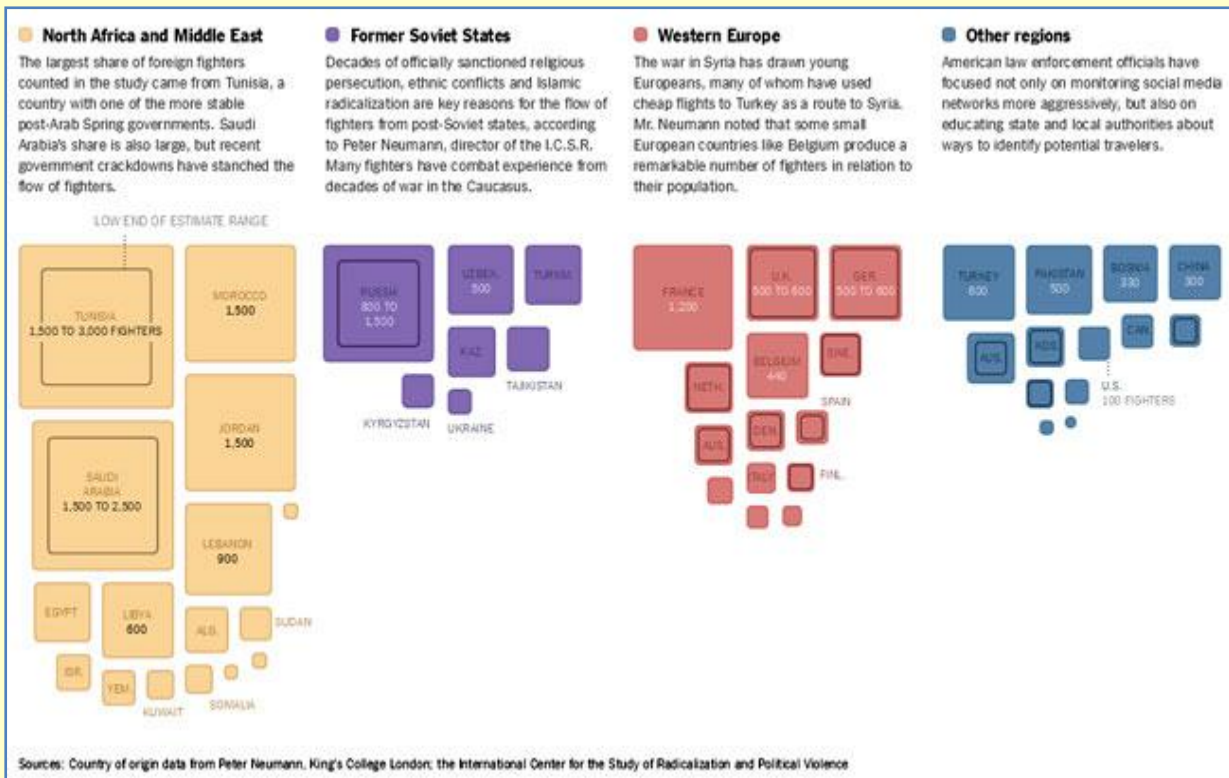 North Africa and Middle East
The largest share of foreign fighters
counted in the study came from Tunisia, a
country with one of the more stable
post-Arab Spring governments. Saudi
Arabia's share is also large, but recent
government crackdowns have stanched the
flow of fighters.
Former Soviet States
Decades of officially sanctioned religious
persecution, ethnic conflicts and Islamic
radicalization are key reasons for the flow of
fighters from post-Soviet states, according
to Peter Neumann, director of the I.C.S.R.
Many fighters have combat experience from
decades of war in the Caucasus.
Western Europe
The war in Syria has drawn young
Europeans, many of whom have used
cheap flights to Turkey as a route to Syria.
Mr. Neumann noted that some small
European countries like Belgium produce a
remarkable number of fighters in relation to
their population.
Other regions
American law enforcement officials have
focused not only on monitoring social media
networks more aggressively, but also on
educating state and local authorities about
ways to identify potential travelers.
LOW END OF ESTIMATE RANGE
TUNISIA
1,500 TO 3,000 FIGHTERS
MOROCCO
1,500
SAUDI
ARABIA
1,500 TO 2,500
JORDAN
1,500
LEBANON
900
EGYPT
LIBYA
600
ALG.
SUDAN
YEM.
KUWAIT
SOMALIA
RUSSIA
800 TO
1,500
UZBEK.
500
KAZ.
TAJIKISTAN
KYRGYZSTAN
UKRAINE
FRANCE
1,200
U.K.
500 TO 600
GER.
500 TO 600
BELGIUM
440
NETH.
SPAIN
AUS.
DEN.
ITALY
FINL.
TURKEY
600
PAKISTAN
500
BOSNIA
330
CHINA
300
AUS.
KOS.
CAN.
U.S.
100 FIGHTERS
Sources: Country of origin data from Peter Neumann, King's College London; the International Center for the Study of Radicalization and Political Violence